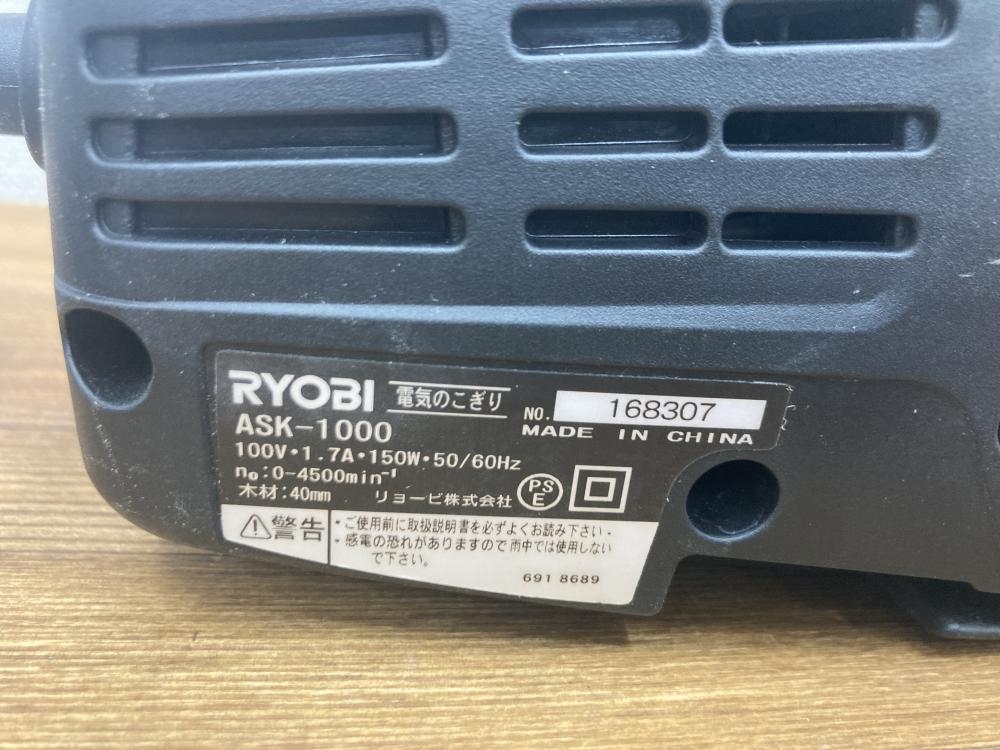 RYOBI 電気のこぎり NO. 168307
ASK-1000 MADE IN CHINA
100V・1.7A・150W・50/60Hz
n₀:0-4500min⁻¹
木材:40mm リョービ株式会社 PSE
⚠警告 ・ご使用前に取扱説明書を必ずよくお読み下さい・
・感電の恐れがありますので雨中では使用しない
で下さい。
691 8689